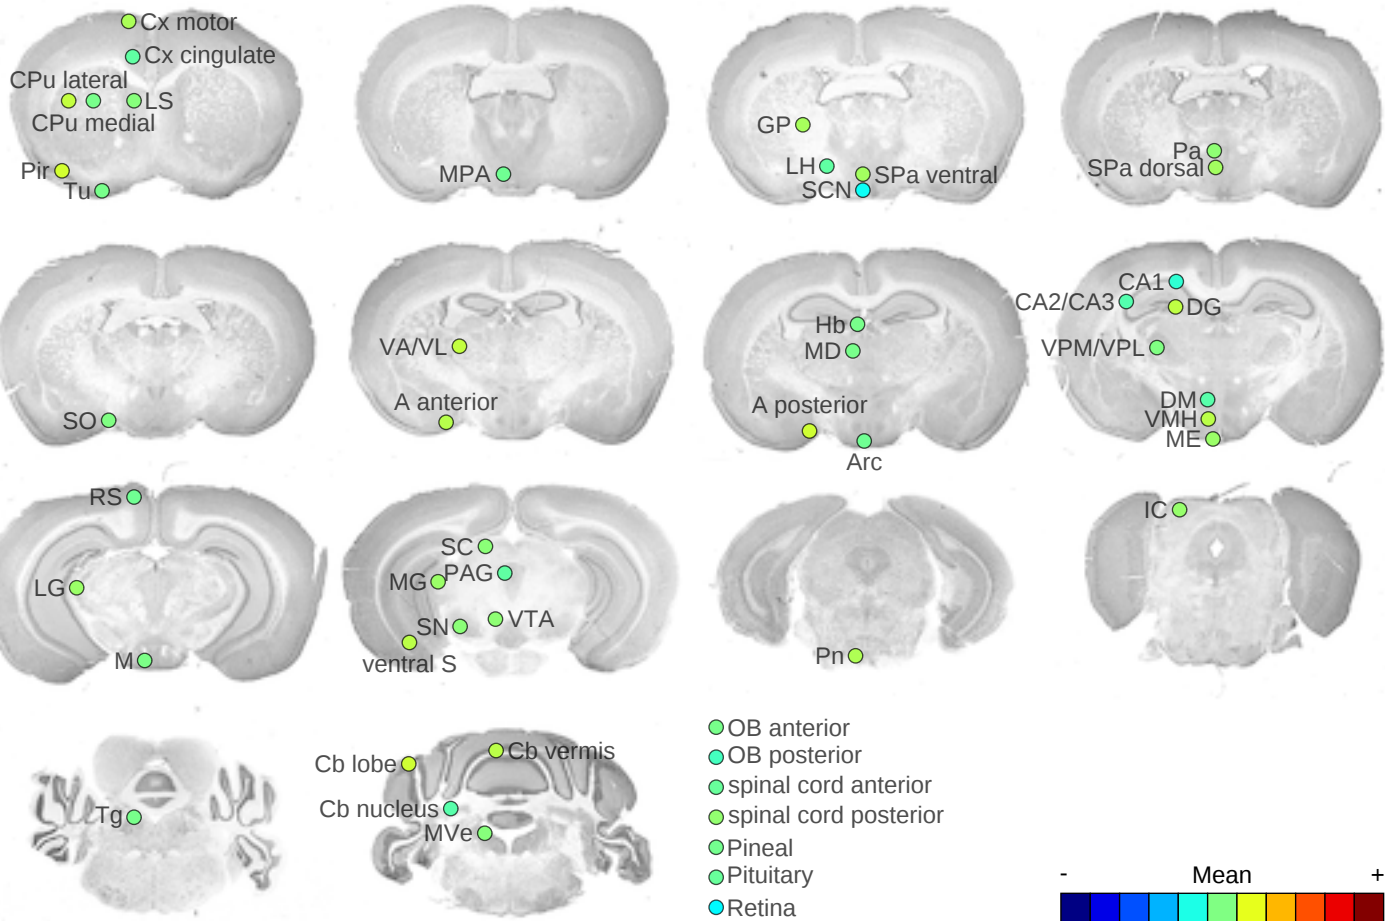 Cx motor
Cx cingulate
CPu lateral
LS
CPu medial
Pir
Tu
MPA
GP
LH
SPa ventral
SCN
Pa
SPa dorsal
SO
VA/VL
A anterior
Hb
MD
A posterior
Arc
CA1
CA2/CA3
DG
VPM/VPL
DM
VMH
ME
RS
LG
M
SC
MG
PAG
SN
VTA
ventral S
Pn
IC
Tg
Cb lobe
Cb vermis
Cb nucleus
MVe
OB anterior
OB posterior
spinal cord anterior
spinal cord posterior
Pineal
Pituitary
Retina
- Mean +